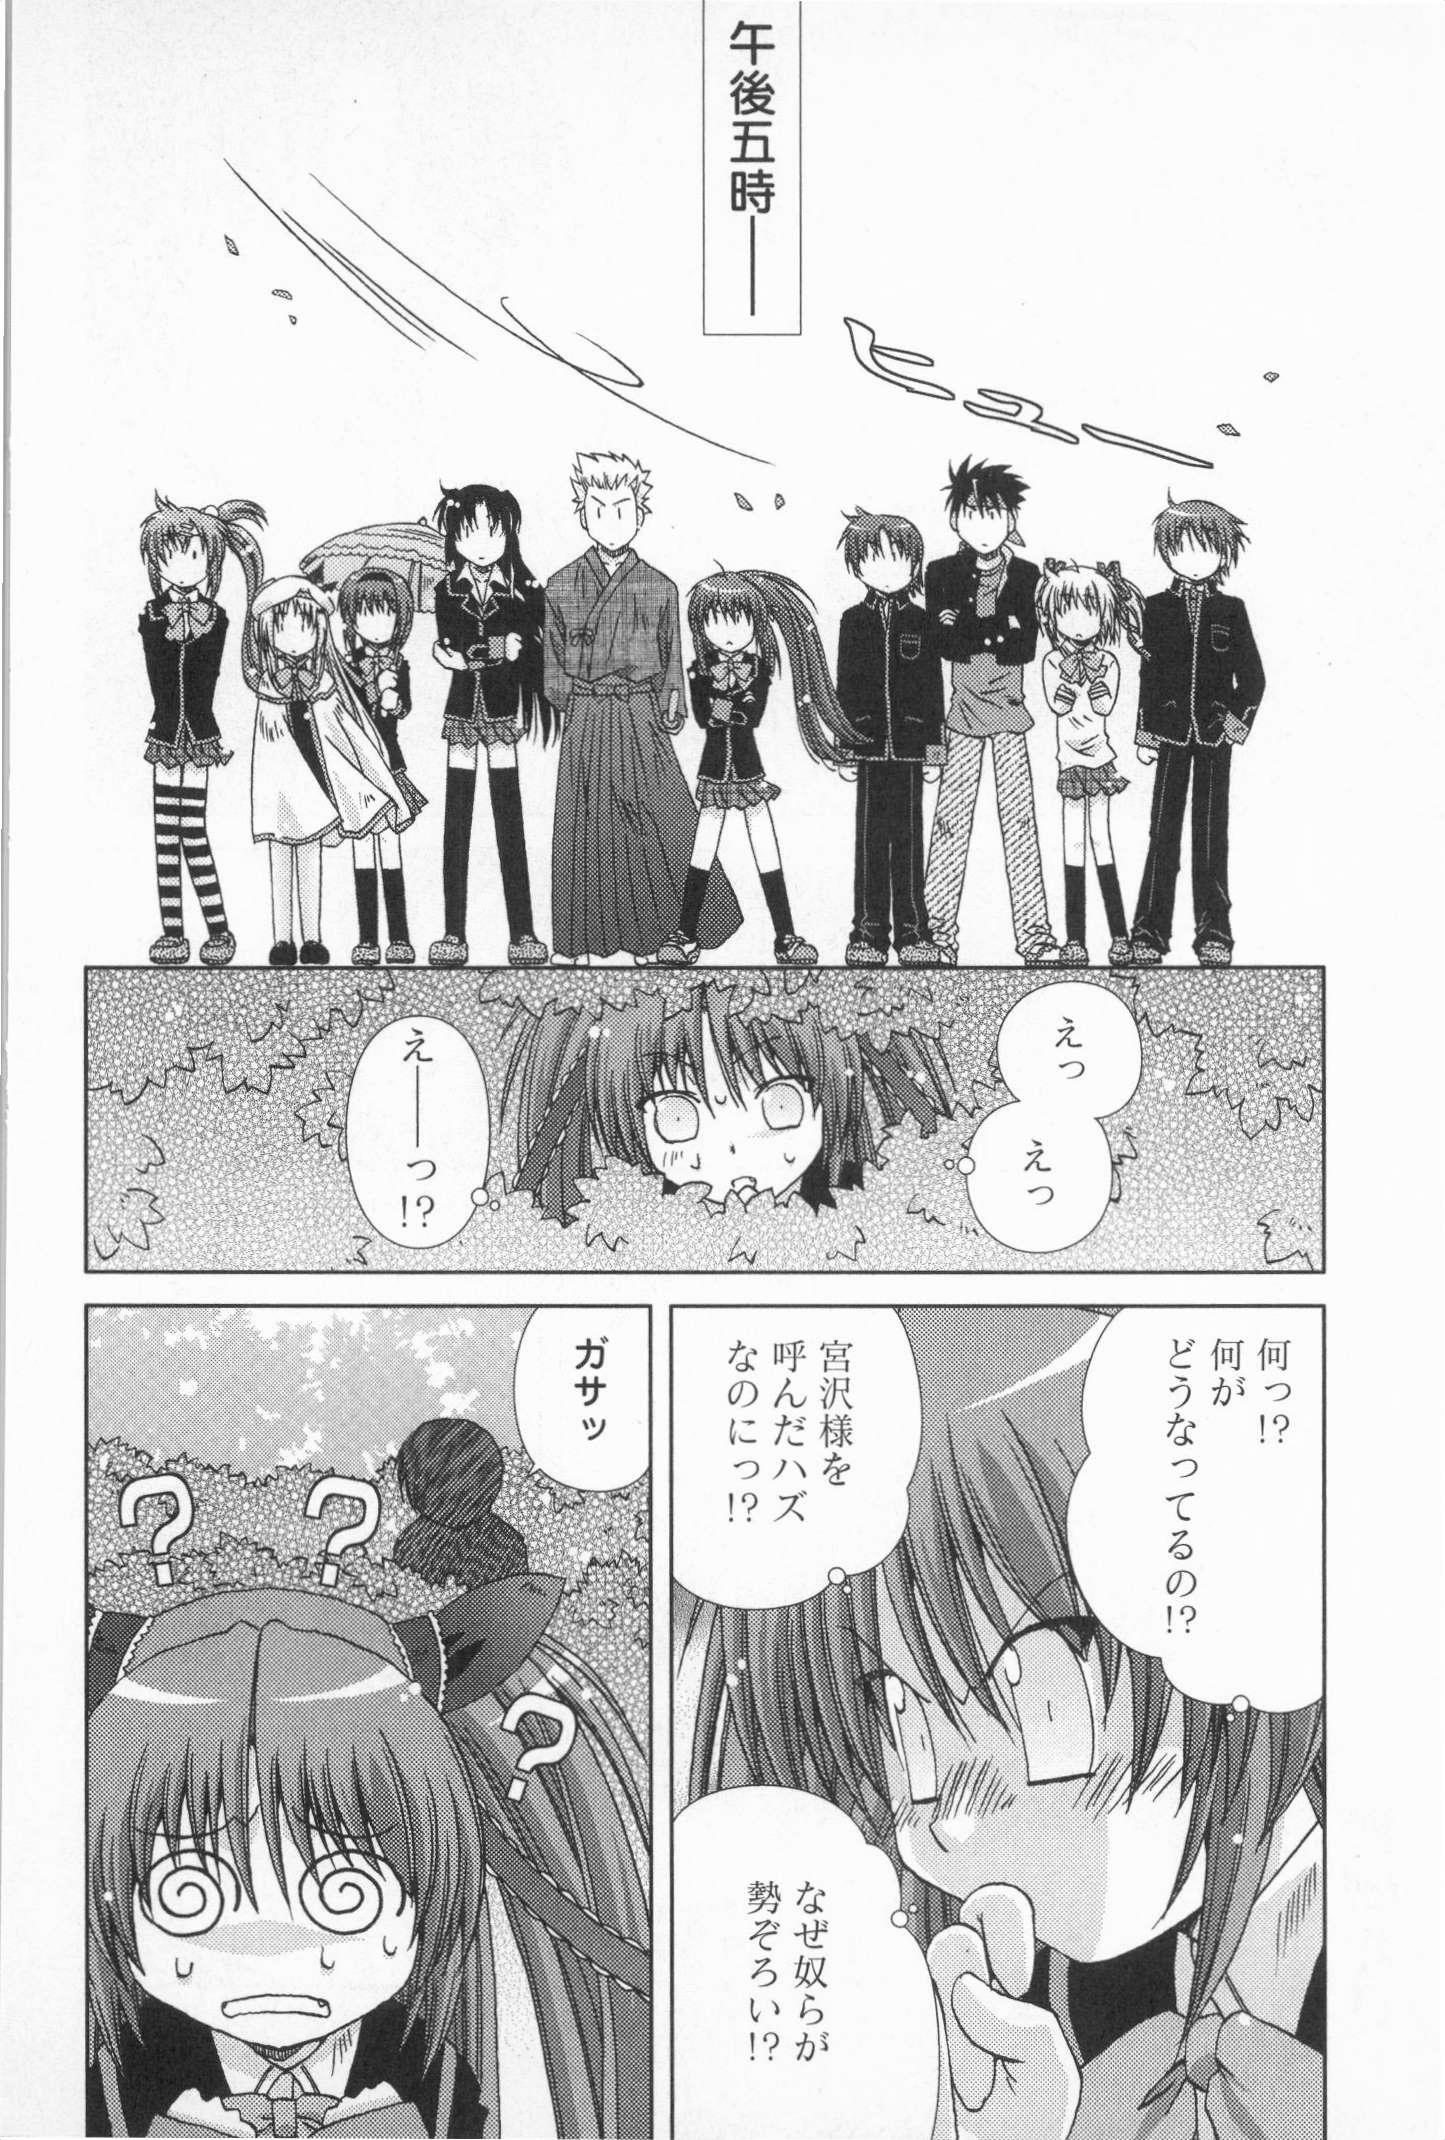 午後五時――
ヒュー
えっ
えっ
え――っ!?
何っ!?
何が
どうなってるの!?
宮沢様を
呼んだハズ
なのにっ!?
なぜ奴らが
勢ぞろい!?
ガサッ
?
?
?